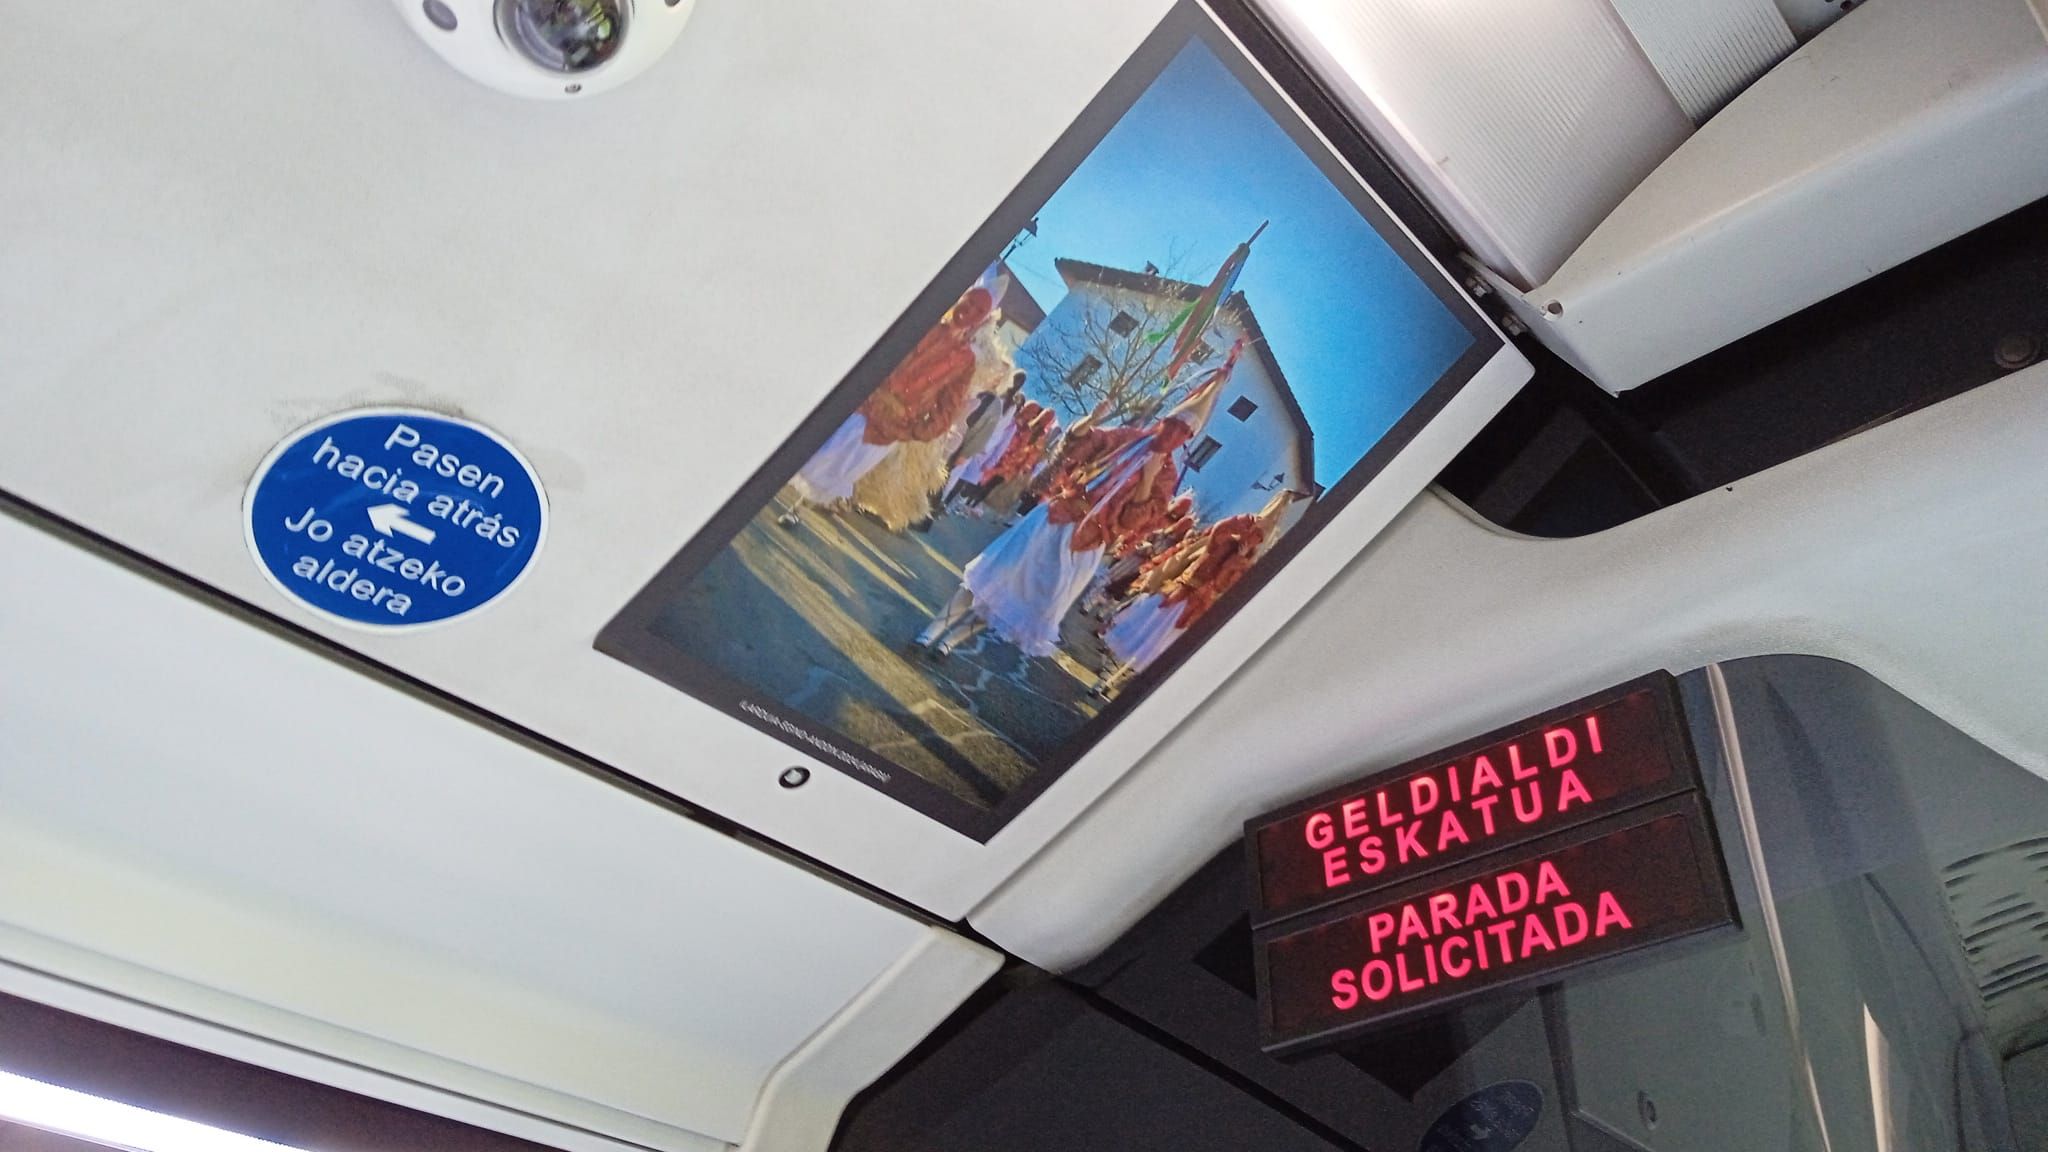 Pasen
hacia atrás
Jo atzeko
aldera
GELDIALDI
ESKATUA
PARADA
SOLICITADA